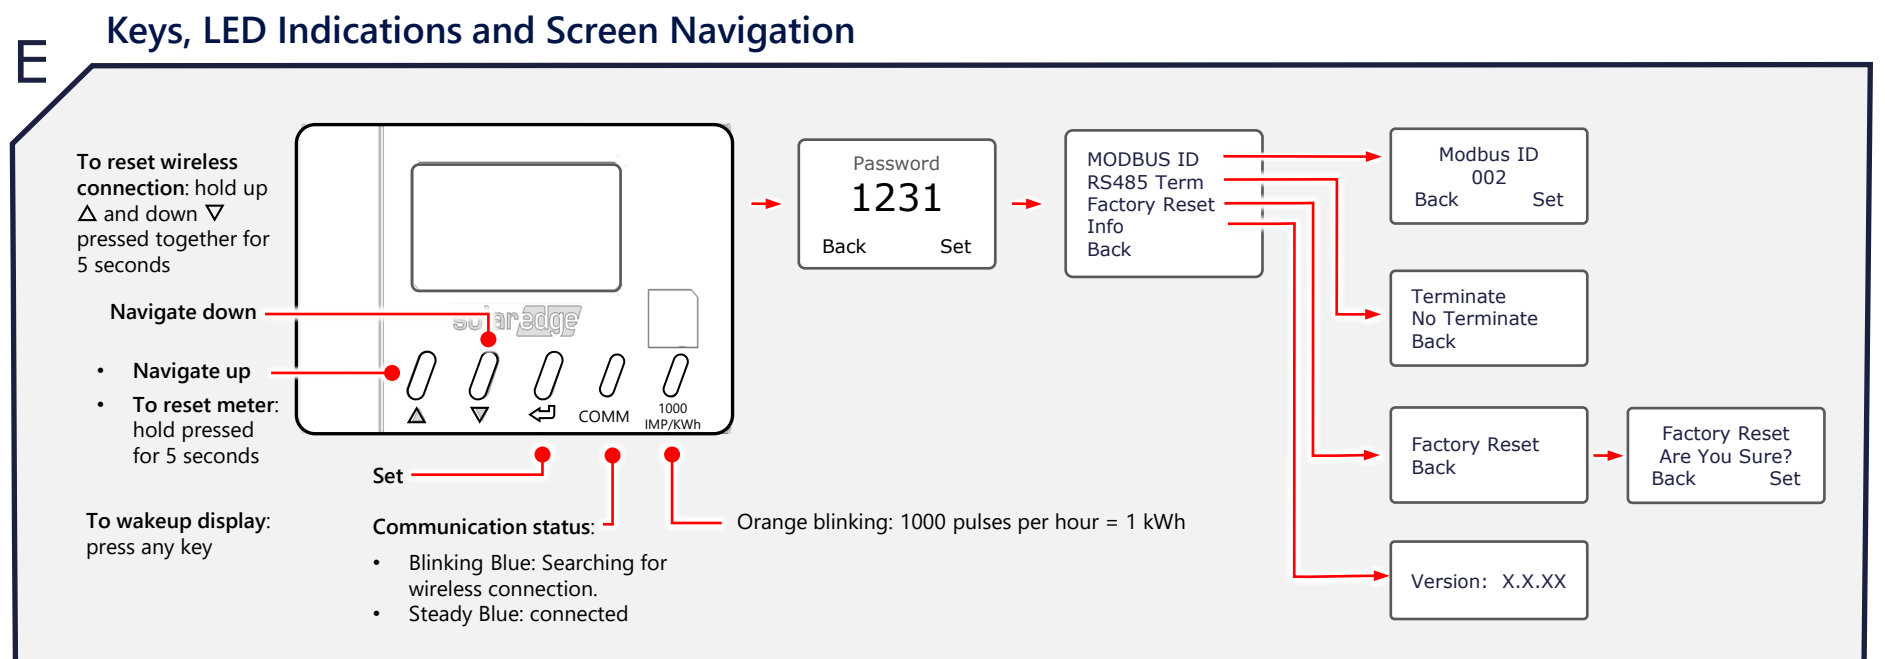 E
Keys, LED Indications and Screen Navigation
To reset wireless
connection: hold up
△ and down ▽
pressed together for
5 seconds
Navigate down
• Navigate up
• To reset meter:
hold pressed
for 5 seconds
To wakeup display:
press any key
solaredge
COMM
1000
IMP/KWh
Set
Communication status:
• Blinking Blue: Searching for
wireless connection.
• Steady Blue: connected
Orange blinking: 1000 pulses per hour = 1 kWh
Password
1231
Back Set
MODBUS ID
RS485 Term
Factory Reset
Info
Back
Modbus ID
002
Back Set
Terminate
No Terminate
Back
Factory Reset
Back
Factory Reset
Are You Sure?
Back Set
Version: X.X.XX